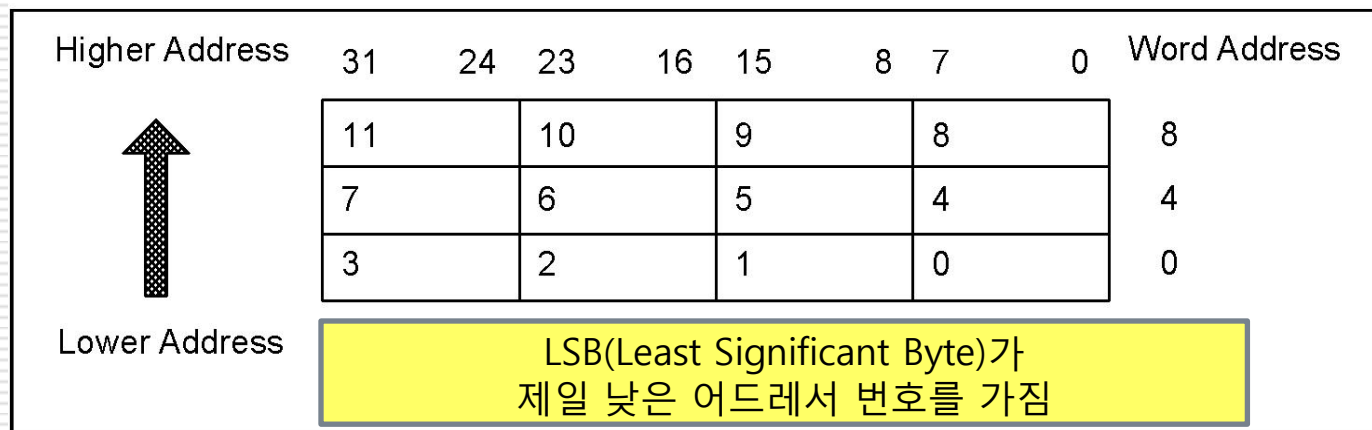 Higher Address 31 24 23 16 15 8 7 0 Word Address
11 10 9 8 8
7 6 5 4 4
3 2 1 0 0
Lower Address
LSB(Least Significant Byte)가
제일 낮은 어드레서 번호를 가짐